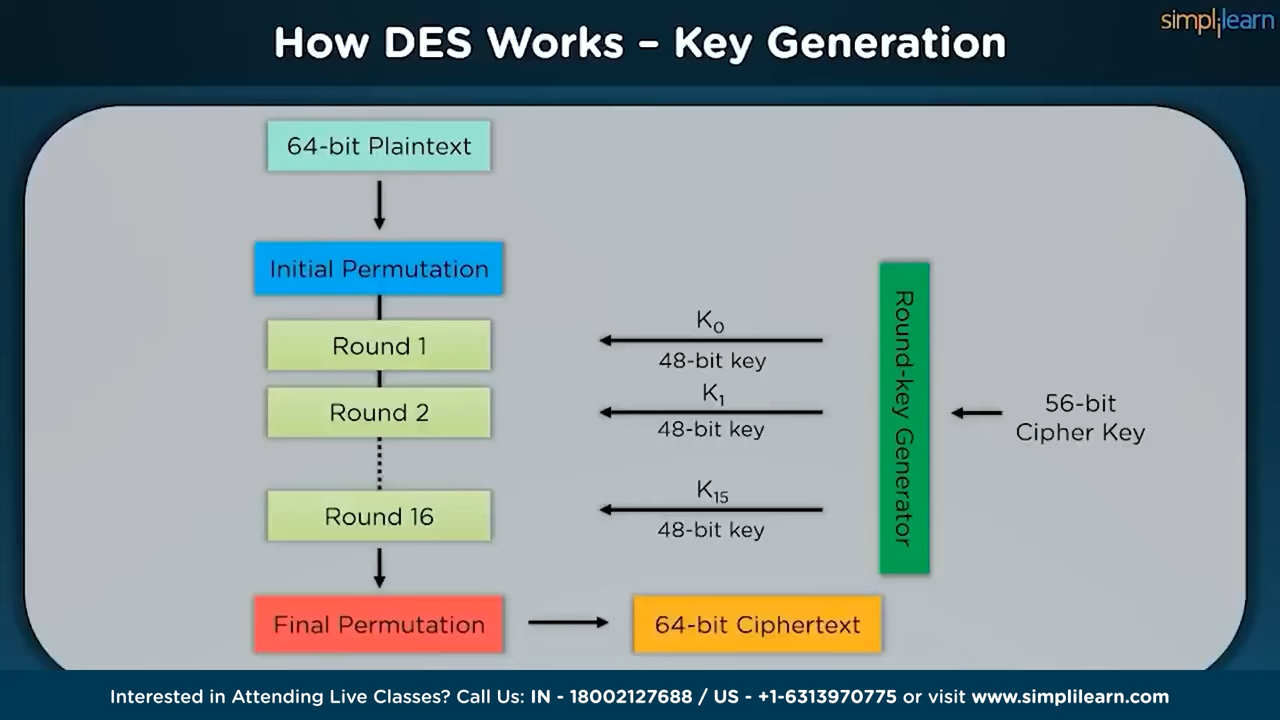 simplilearn
How DES Works – Key Generation
64-bit Plaintext
Initial Permutation
Round 1
Round 2
Round 16
Final Permutation
64-bit Ciphertext
K0
48-bit key
K1
48-bit key
K15
48-bit key
Round-key Generator
56-bit
Cipher Key
Interested in Attending Live Classes? Call Us: IN - 18002127688 / US - +1-6313970775 or visit www.simplilearn.com